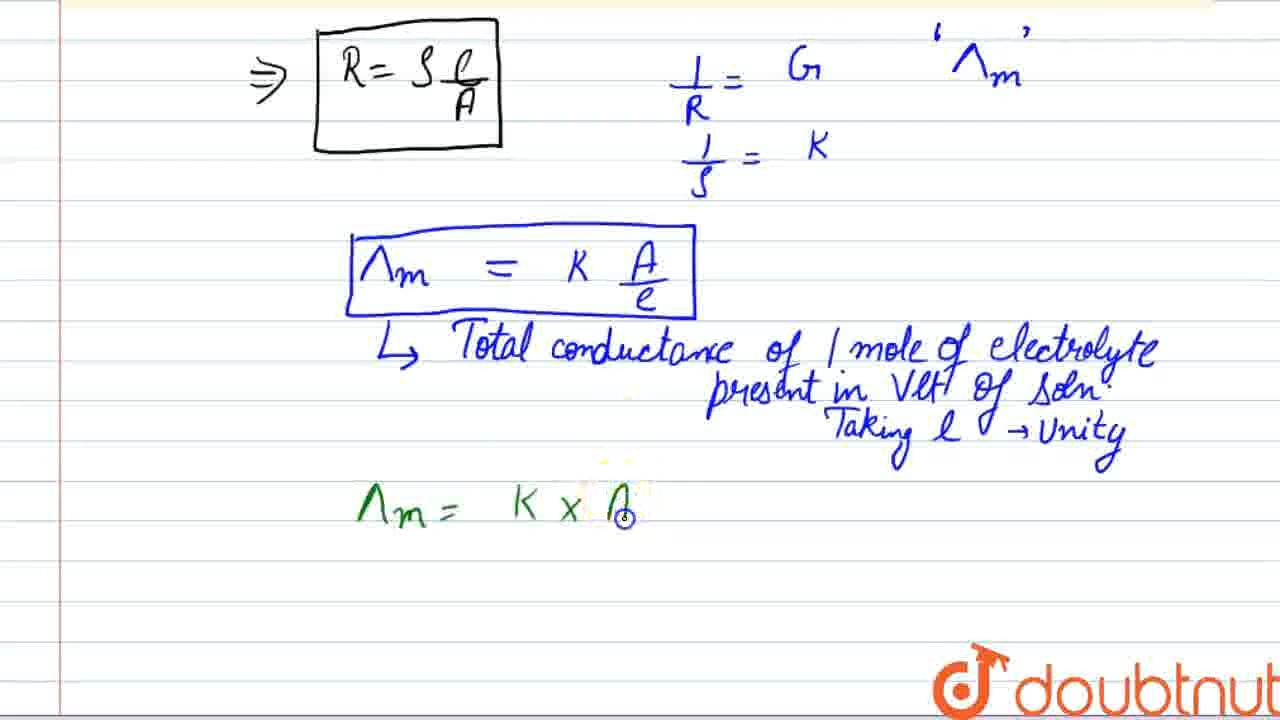 ⇒ R = ρ l/A
1/R = G
'Λm'
1/ρ = K
Λm = K A/l
↳ Total conductance of 1 mole of electrolyte
present in V lt of soln.
Taking l → Unity
Λm = K × A
doubtnut